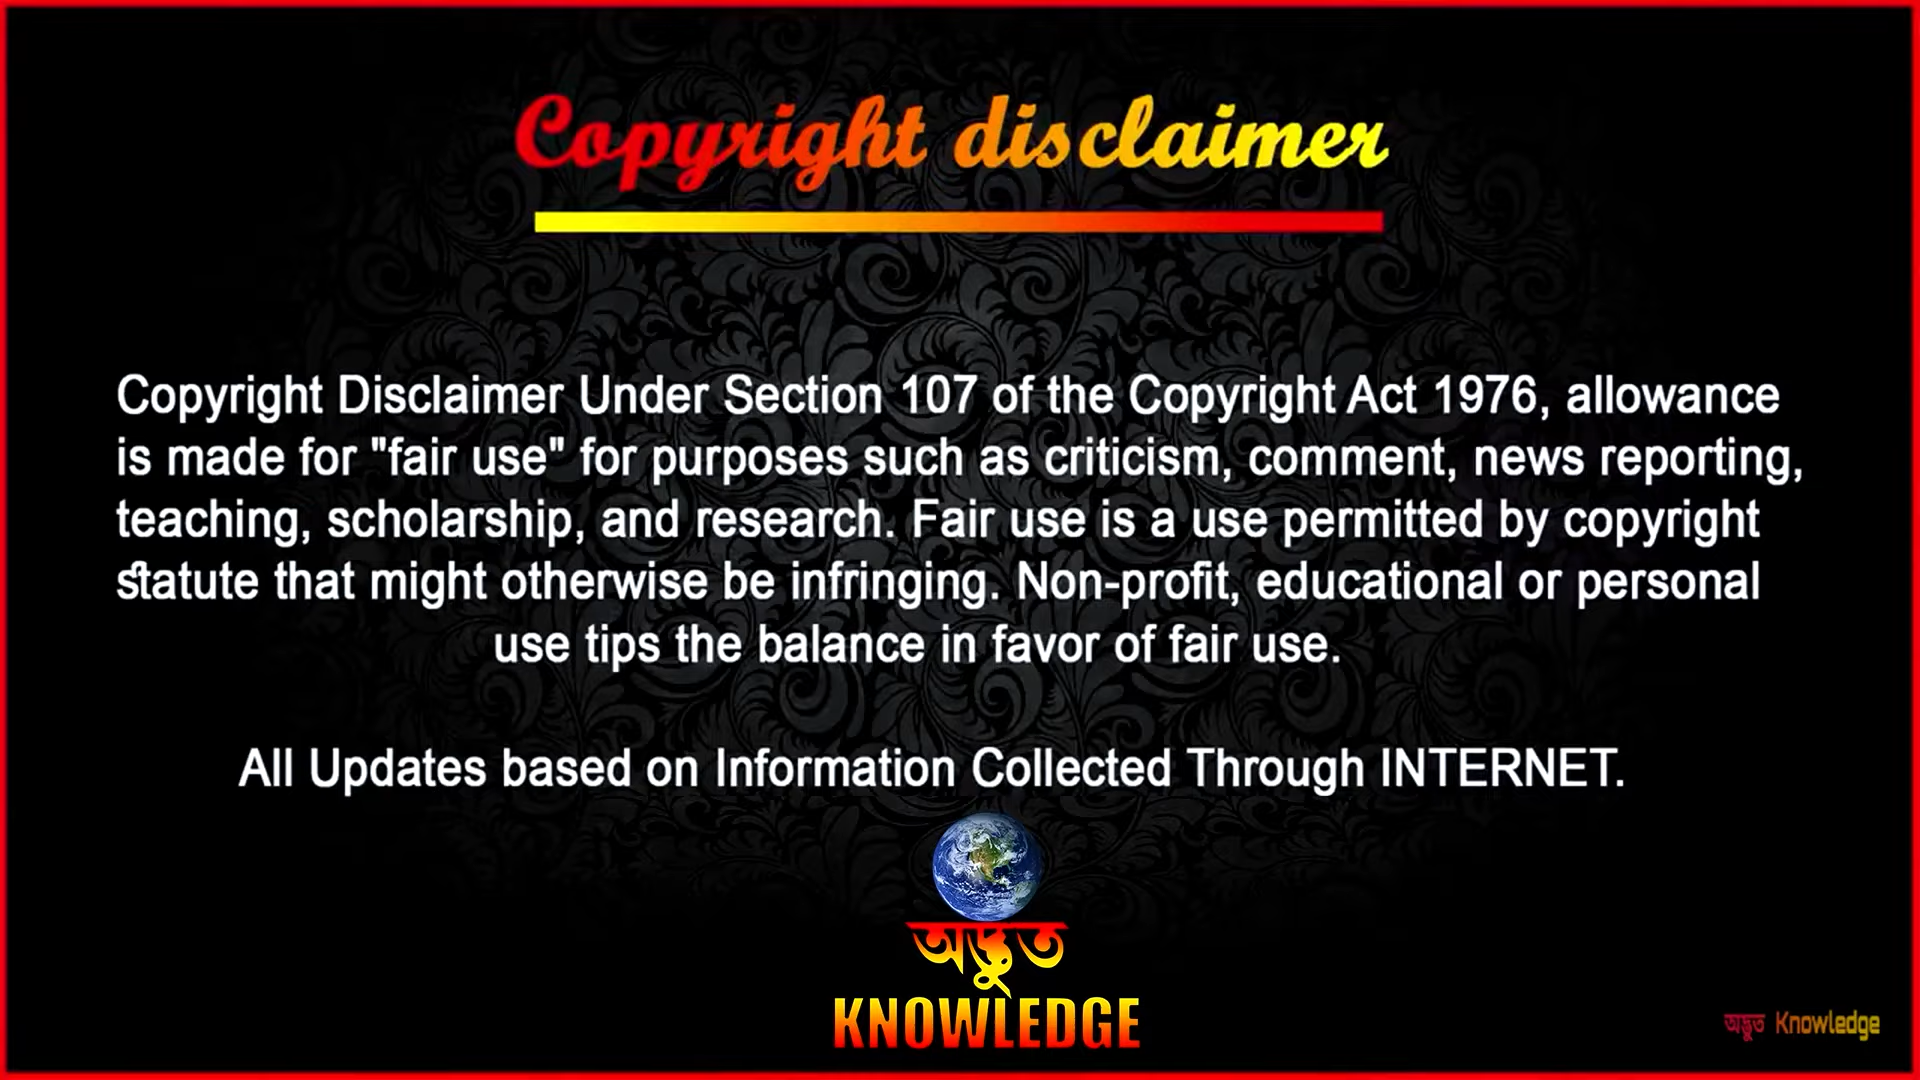 Copyright disclaimer
Copyright Disclaimer Under Section 107 of the Copyright Act 1976, allowance
is made for "fair use" for purposes such as criticism, comment, news reporting,
teaching, scholarship, and research. Fair use is a use permitted by copyright
statute that might otherwise be infringing. Non-profit, educational or personal
use tips the balance in favor of fair use.
All Updates based on Information Collected Through INTERNET.
অদ্ভুত
KNOWLEDGE
অদ্ভুত Knowledge